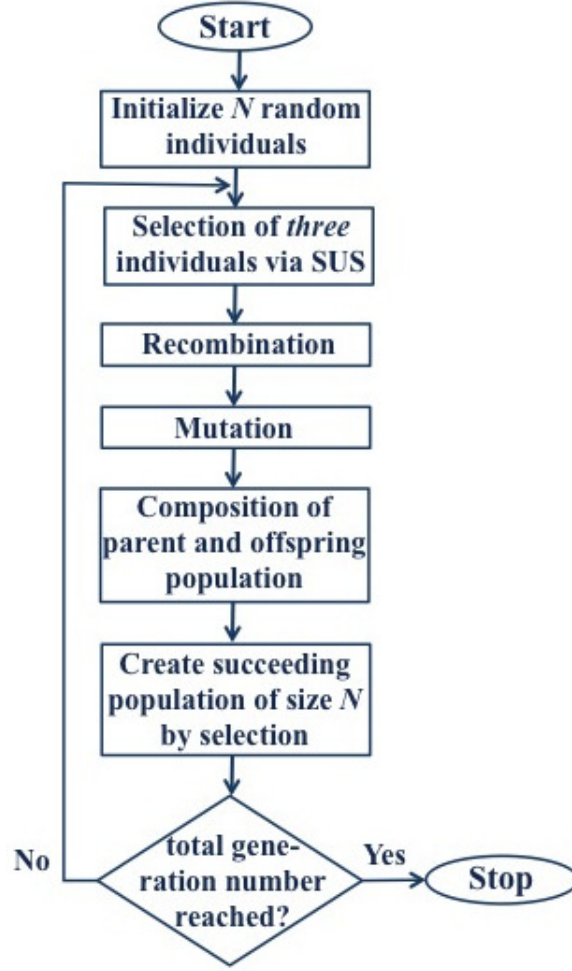 Start
Initialize N random
individuals
Selection of three
individuals via SUS
Recombination
Mutation
Composition of
parent and offspring
population
Create succeeding
population of size N
by selection
total gene-
ration number
reached?
No
Yes
Stop